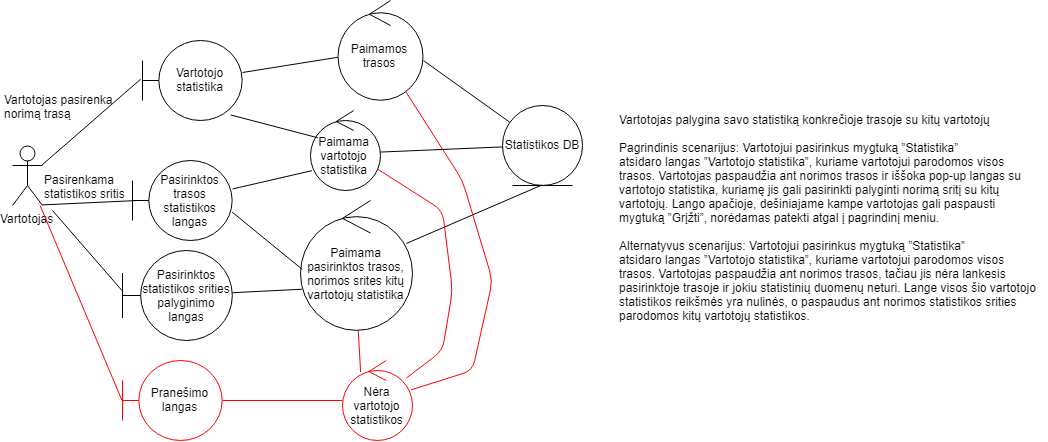 Vartotojas pasirenka
norimą trasą
Vartotojas
Pasirenkama
statistikos sritis
Vartotojo
statistika
Paimamos
trasos
Paimama
vartotojo
statistika
Statistikos DB
Pasirinktos
trasos
statistikos
langas
Pasirinktos
statistikos srities
palyginimo
langas
Paimama
pasirinktos trasos,
norimos srites kitų
vartotojų statistika
Pranešimo
langas
Nėra
vartotojo
statistikos
Vartotojas palygina savo statistiką konkrečioje trasoje su kitų vartotojų
Pagrindinis scenarijus: Vartotojui pasirinkus mygtuką ”Statistika”
atsidaro langas ”Vartotojo statistika”, kuriame vartotojui parodomos visos
trasos. Vartotojas paspaudžia ant norimos trasos ir iššoka pop-up langas su
vartotojo statistika, kuriamę jis gali pasirinkti palyginti norimą sritį su kitų
vartotojų. Lango apačioje, dešiniajame kampe vartotojas gali paspausti
mygtuką ”Grįžti”, norėdamas patekti atgal į pagrindinį meniu.
Alternatyvus scenarijus: Vartotojui pasirinkus mygtuką ”Statistika”
atsidaro langas ”Vartotojo statistika”, kuriame vartotojui parodomos visos
trasos. Vartotojas paspaudžia ant norimos trasos, tačiau jis nėra lankesis
pasirinktoje trasoje ir jokiu statistinių duomenų neturi. Lange visos šio vartotojo
statistikos reikšmės yra nulinės, o paspaudus ant norimos statistikos srities
parodomos kitų vartotojų statistikos.